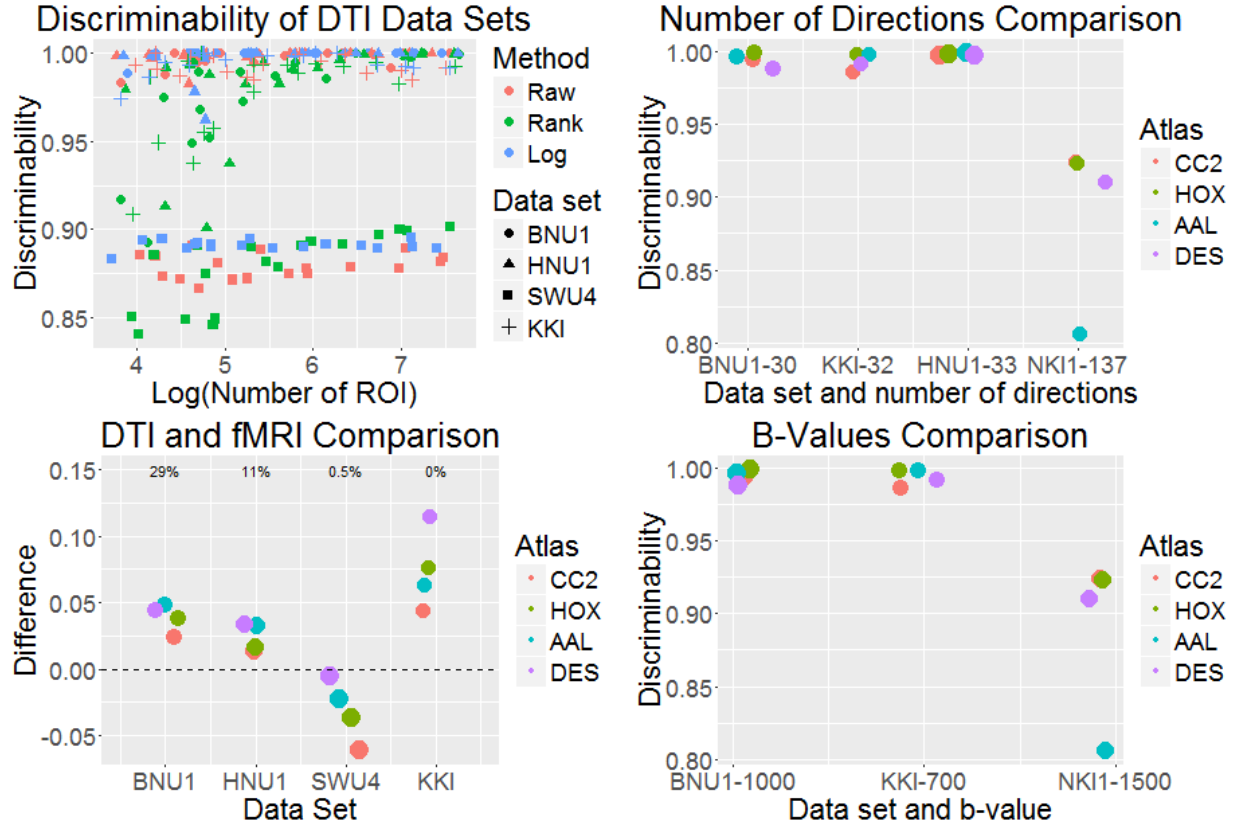 Discriminability of DTI Data Sets
Discriminability
1.00
0.95
0.90
0.85
4 5 6 7
Log(Number of ROI)
Method
Raw
Rank
Log
Data set
BNU1
HNU1
SWU4
KKI
Number of Directions Comparison
Discriminability
1.00
0.95
0.90
0.85
0.80
BNU1-30 KKI-32 HNU1-33 NKI1-137
Data set and number of directions
Atlas
CC2
HOX
AAL
DES
DTI and fMRI Comparison
Difference
0.15
0.10
0.05
0.00
-0.05
29% 11% 0.5% 0%
BNU1 HNU1 SWU4 KKI
Data Set
Atlas
CC2
HOX
AAL
DES
B-Values Comparison
Discriminability
1.00
0.95
0.90
0.85
0.80
BNU1-1000 KKI-700 NKI1-1500
Data set and b-value
Atlas
CC2
HOX
AAL
DES